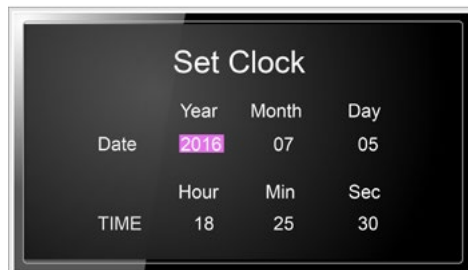 Set Clock
Year Month Day
Date 2016 07 05
Hour Min Sec
TIME 18 25 30